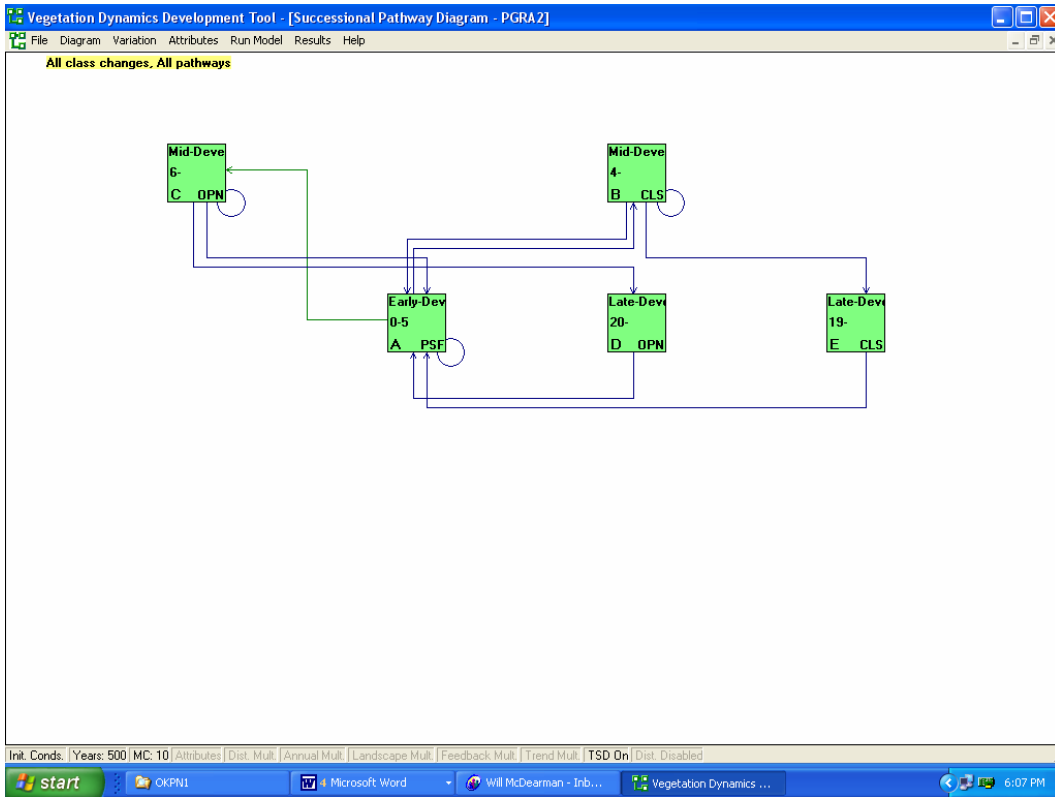 Vegetation Dynamics Development Tool - [Successional Pathway Diagram - PGRA2]
File Diagram Variation Attributes Run Model Results Help
All class changes, All pathways
Mid-Deve
6-
C OPN
Mid-Deve
4-
B CLS
Early-Dev
0-5
A PSF
Late-Deve
20-
D OPN
Late-Deve
19-
E CLS
Init. Conds. Years: 500 MC: 10 Attributes Dist. Mult. Annual Mult. Landscape Mult. Feedback Mult. Trend Mult. TSD On Dist. Disabled
start OKPN1 4 Microsoft Word Will McDearman - Inb... Vegetation Dynamics ... 6:07 PM